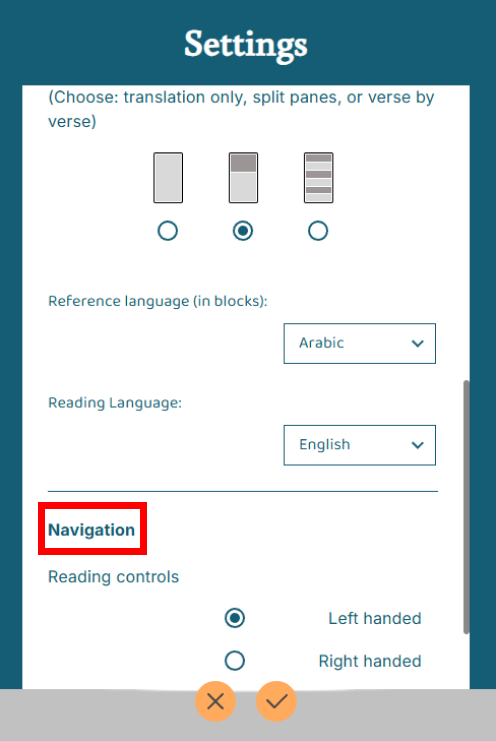 Settings
(Choose: translation only, split panes, or verse by
verse)
Reference language (in blocks):
Arabic
Reading Language:
English
Navigation
Reading controls
Left handed
Right handed